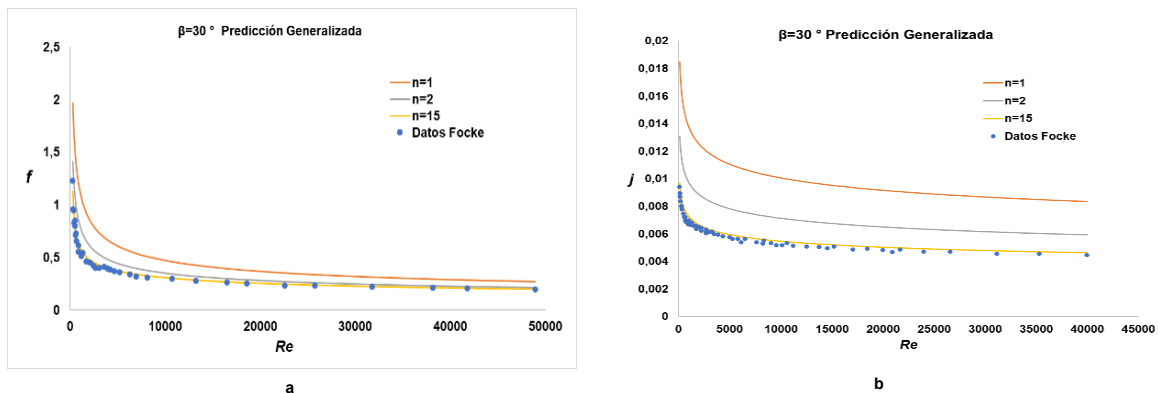 β=30 ° Predicción Generalizada
2,5
2
1,5
1
0,5
0
f
n=1
n=2
n=15
Datos Focke
0
10000
20000
30000
40000
50000
Re
a
β=30 ° Predicción Generalizada
0,02
0,018
0,016
0,014
0,012
0,01
0,008
0,006
0,004
0,002
0
j
n=1
n=2
n=15
Datos Focke
0
5000
10000
15000
20000
25000
30000
35000
40000
45000
Re
b